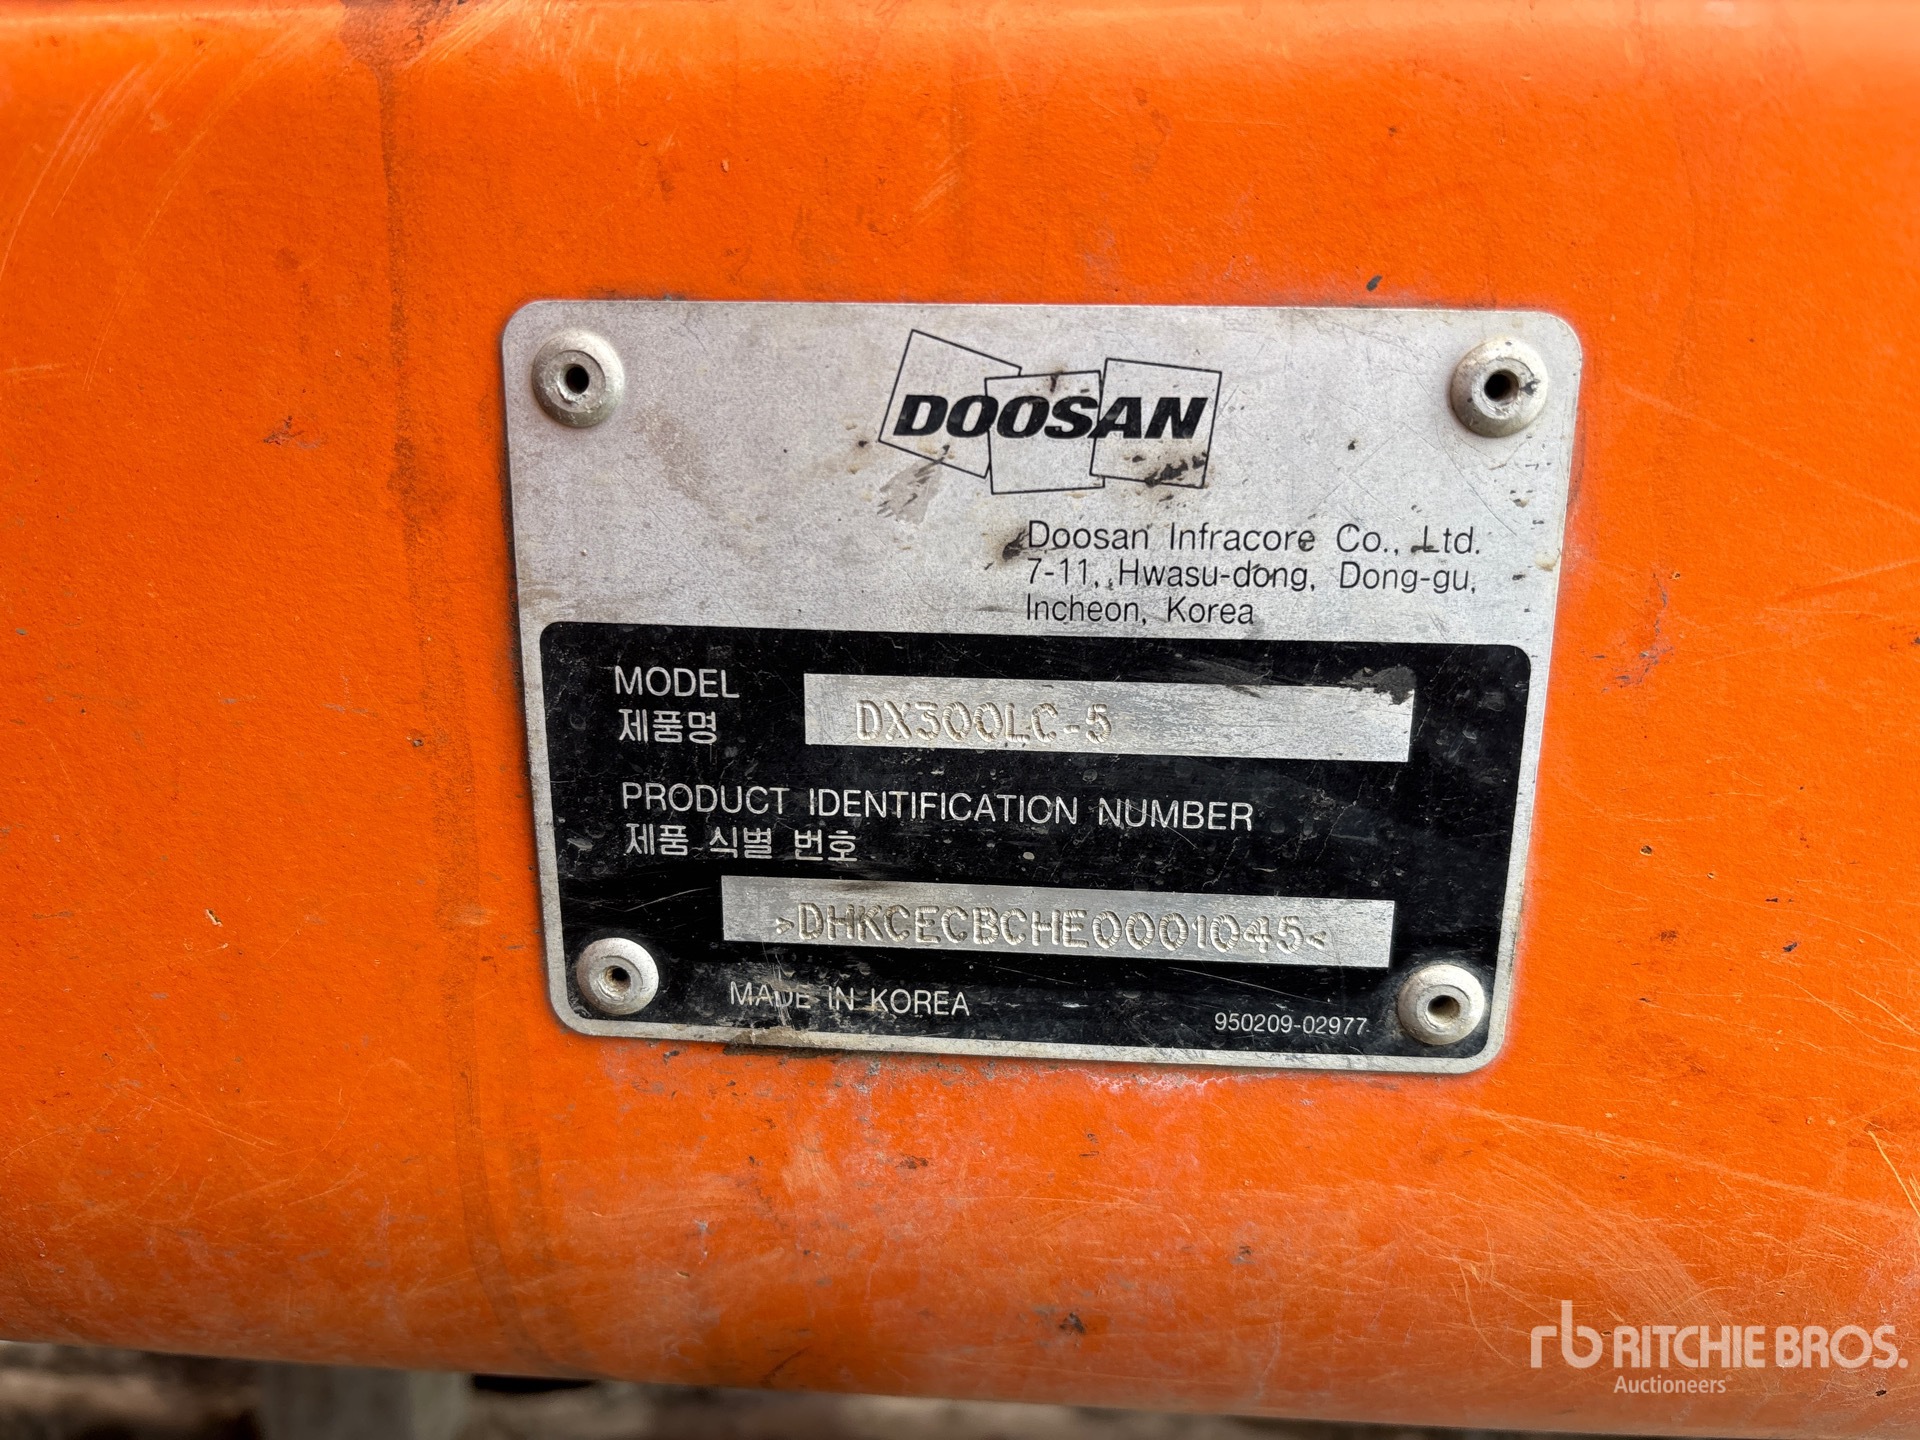 DOOSAN
Doosan Infracore Co., Ltd.
7-11, Hwasu-dong, Dong-gu,
Incheon, Korea
MODEL
제품명
DX300LC-5
PRODUCT IDENTIFICATION NUMBER
제품 식별 번호
>DHKCECBCHE0001045<
MADE IN KOREA
950209-02977
rb RITCHIE BROS.
Auctioneers